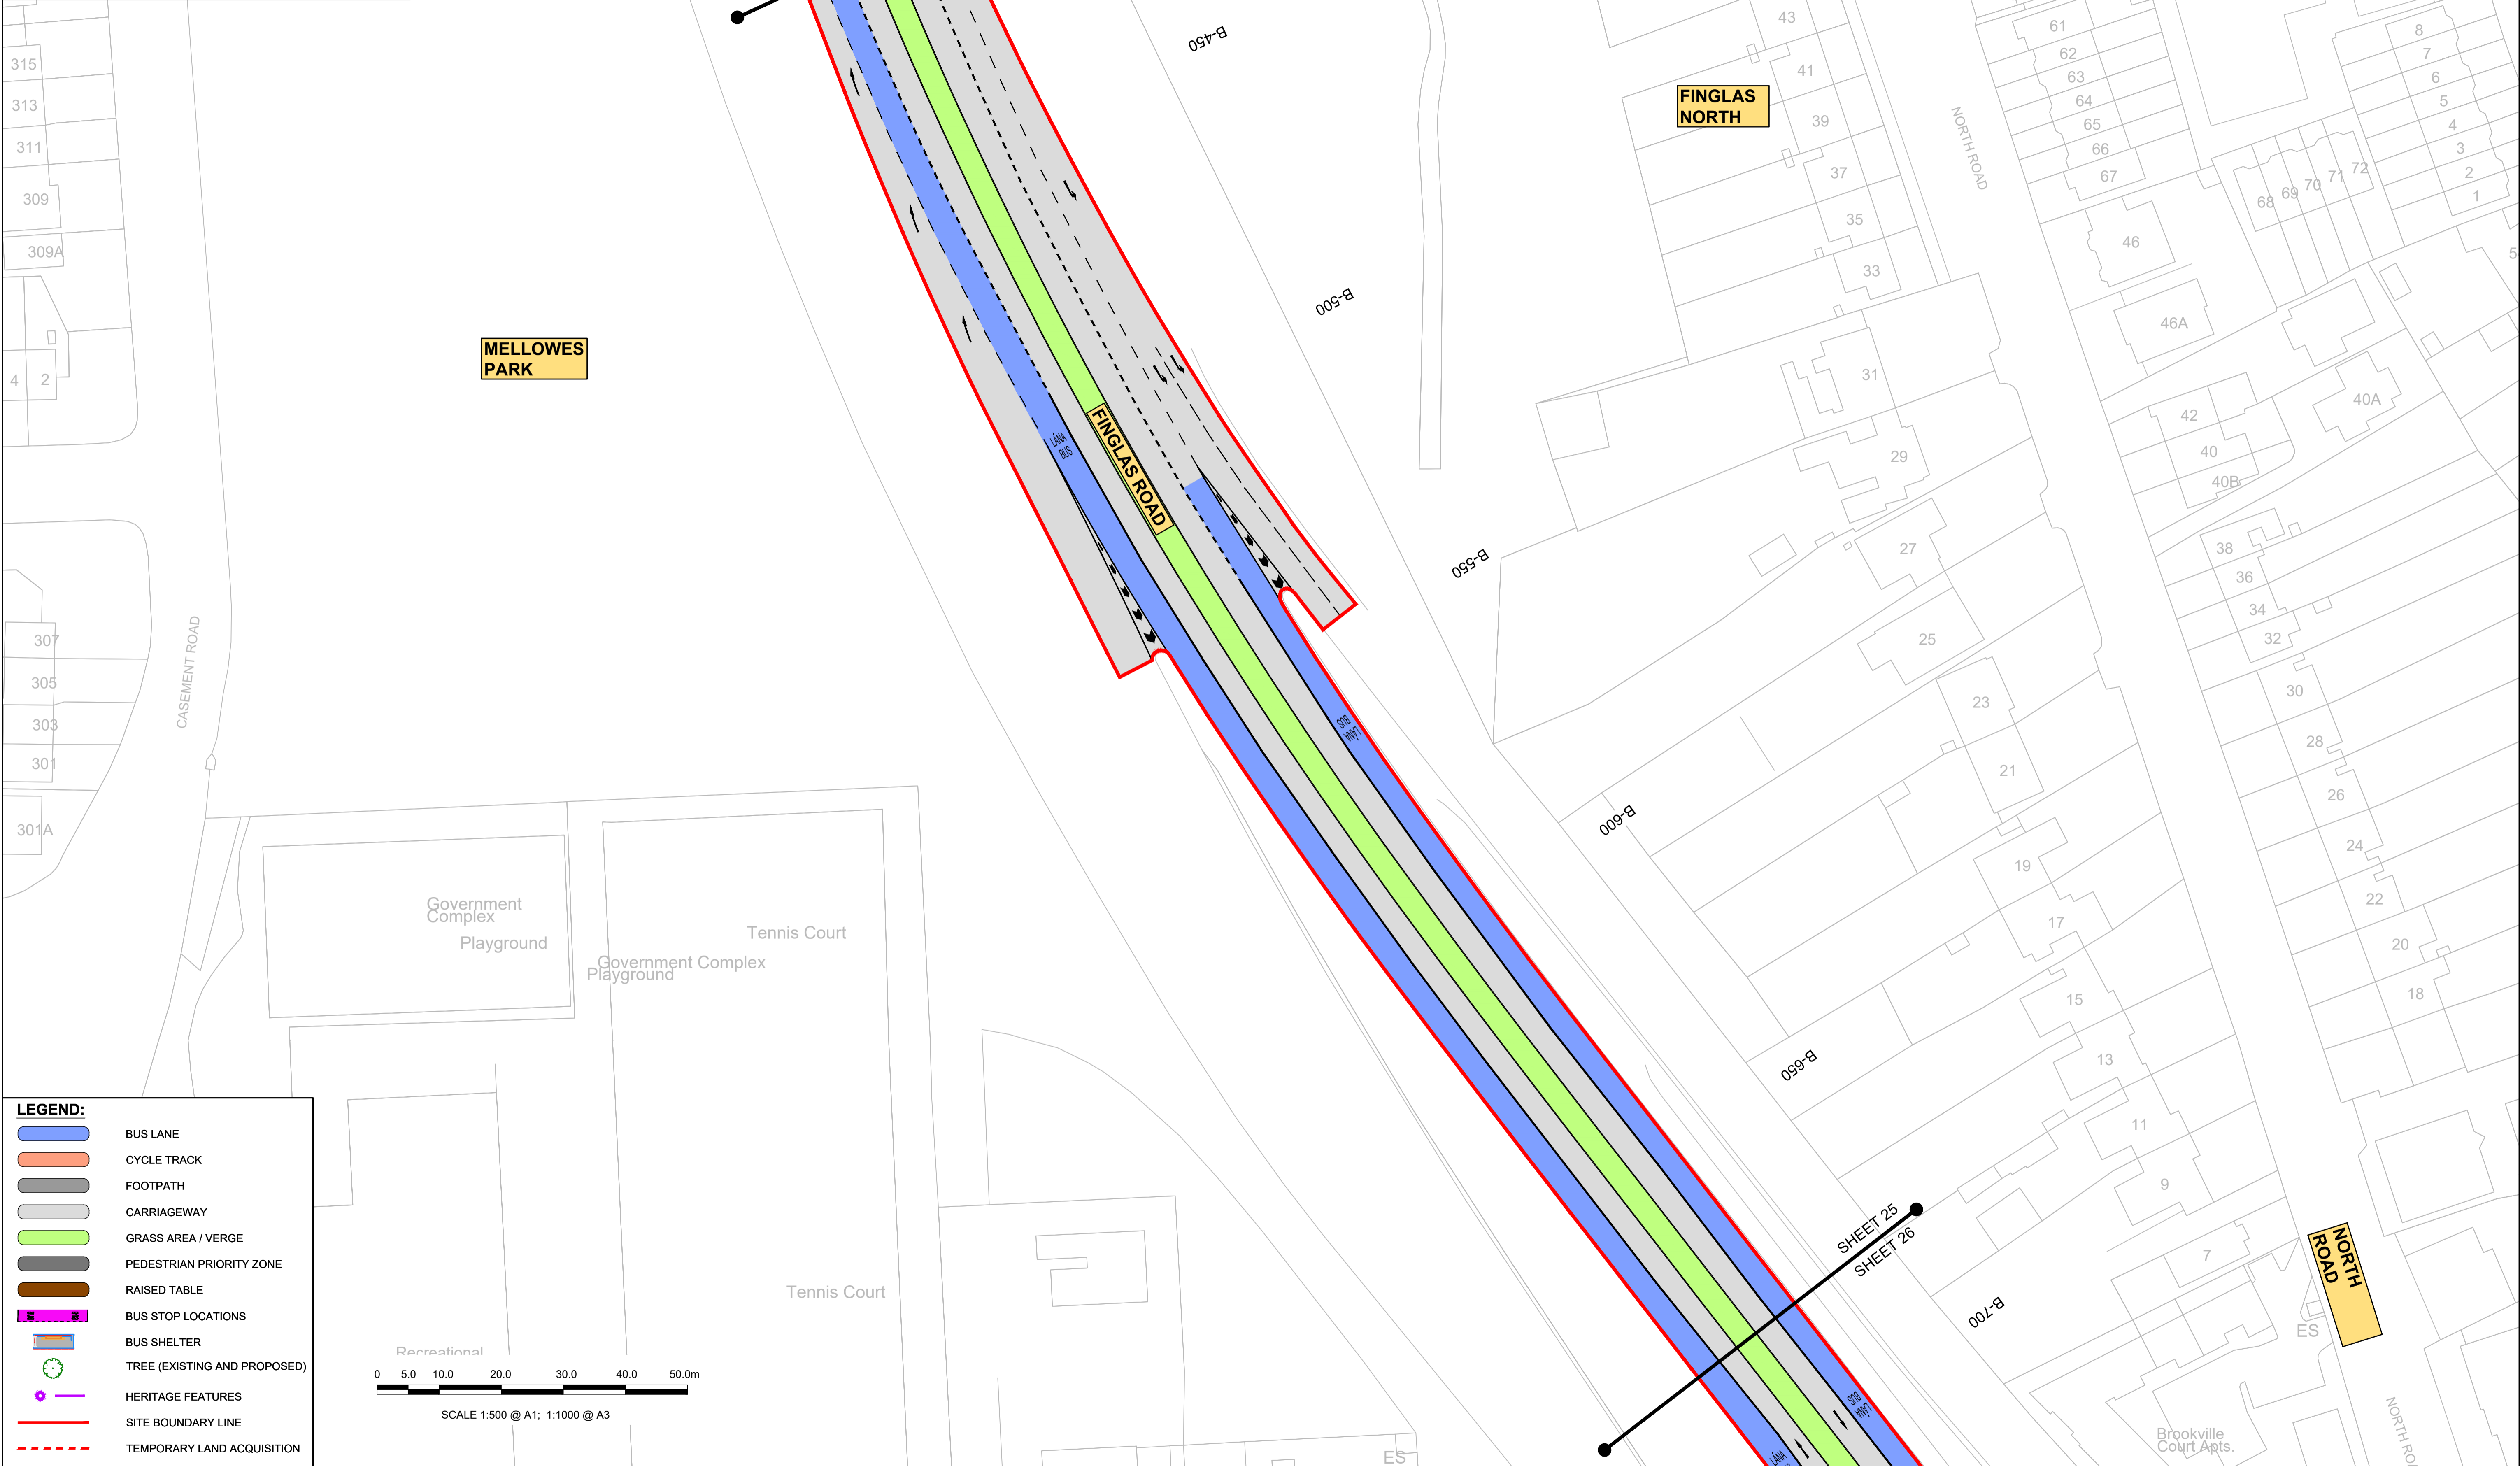 315
313
311
309
309A
4
2
307
305
303
301
301A
CASEMENT ROAD
MELLOWES
PARK
Government
Complex
Playground
Government Complex
Playground
Tennis Court
Tennis Court
Recreational
ES
LÁNA
BUS
FINGLAS ROAD
LÁNA
BUS
LÁNA
BUS
LÁNA
B-450
B-500
B-550
B-600
B-650
B-700
SHEET 25
SHEET 26
FINGLAS
NORTH
NORTH ROAD
43
41
39
37
35
33
31
29
27
25
23
21
19
17
15
13
11
9
7
61
62
63
64
65
66
67
68
69
70
71
72
8
7
6
5
4
3
2
1
46
46A
42
40
40B
40A
38
36
34
32
30
28
26
24
22
20
18
NORTH
ROAD
ES
Brookville
Court Apts.
LEGEND:
BUS LANE
CYCLE TRACK
FOOTPATH
CARRIAGEWAY
GRASS AREA / VERGE
PEDESTRIAN PRIORITY ZONE
RAISED TABLE
BUS STOP LOCATIONS
BUS SHELTER
TREE (EXISTING AND PROPOSED)
HERITAGE FEATURES
SITE BOUNDARY LINE
TEMPORARY LAND ACQUISITION
0 5.0 10.0 20.0 30.0 40.0 50.0m
SCALE 1:500 @ A1; 1:1000 @ A3